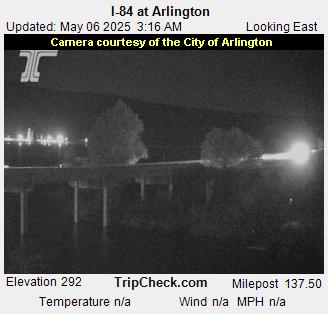 I-84 at Arlington
Updated: May 06 2025 3:16 AM Looking East
Camera courtesy of the City of Arlington
Elevation 292 TripCheck.com Milepost 137.50
Temperature n/a Wind n/a MPH n/a